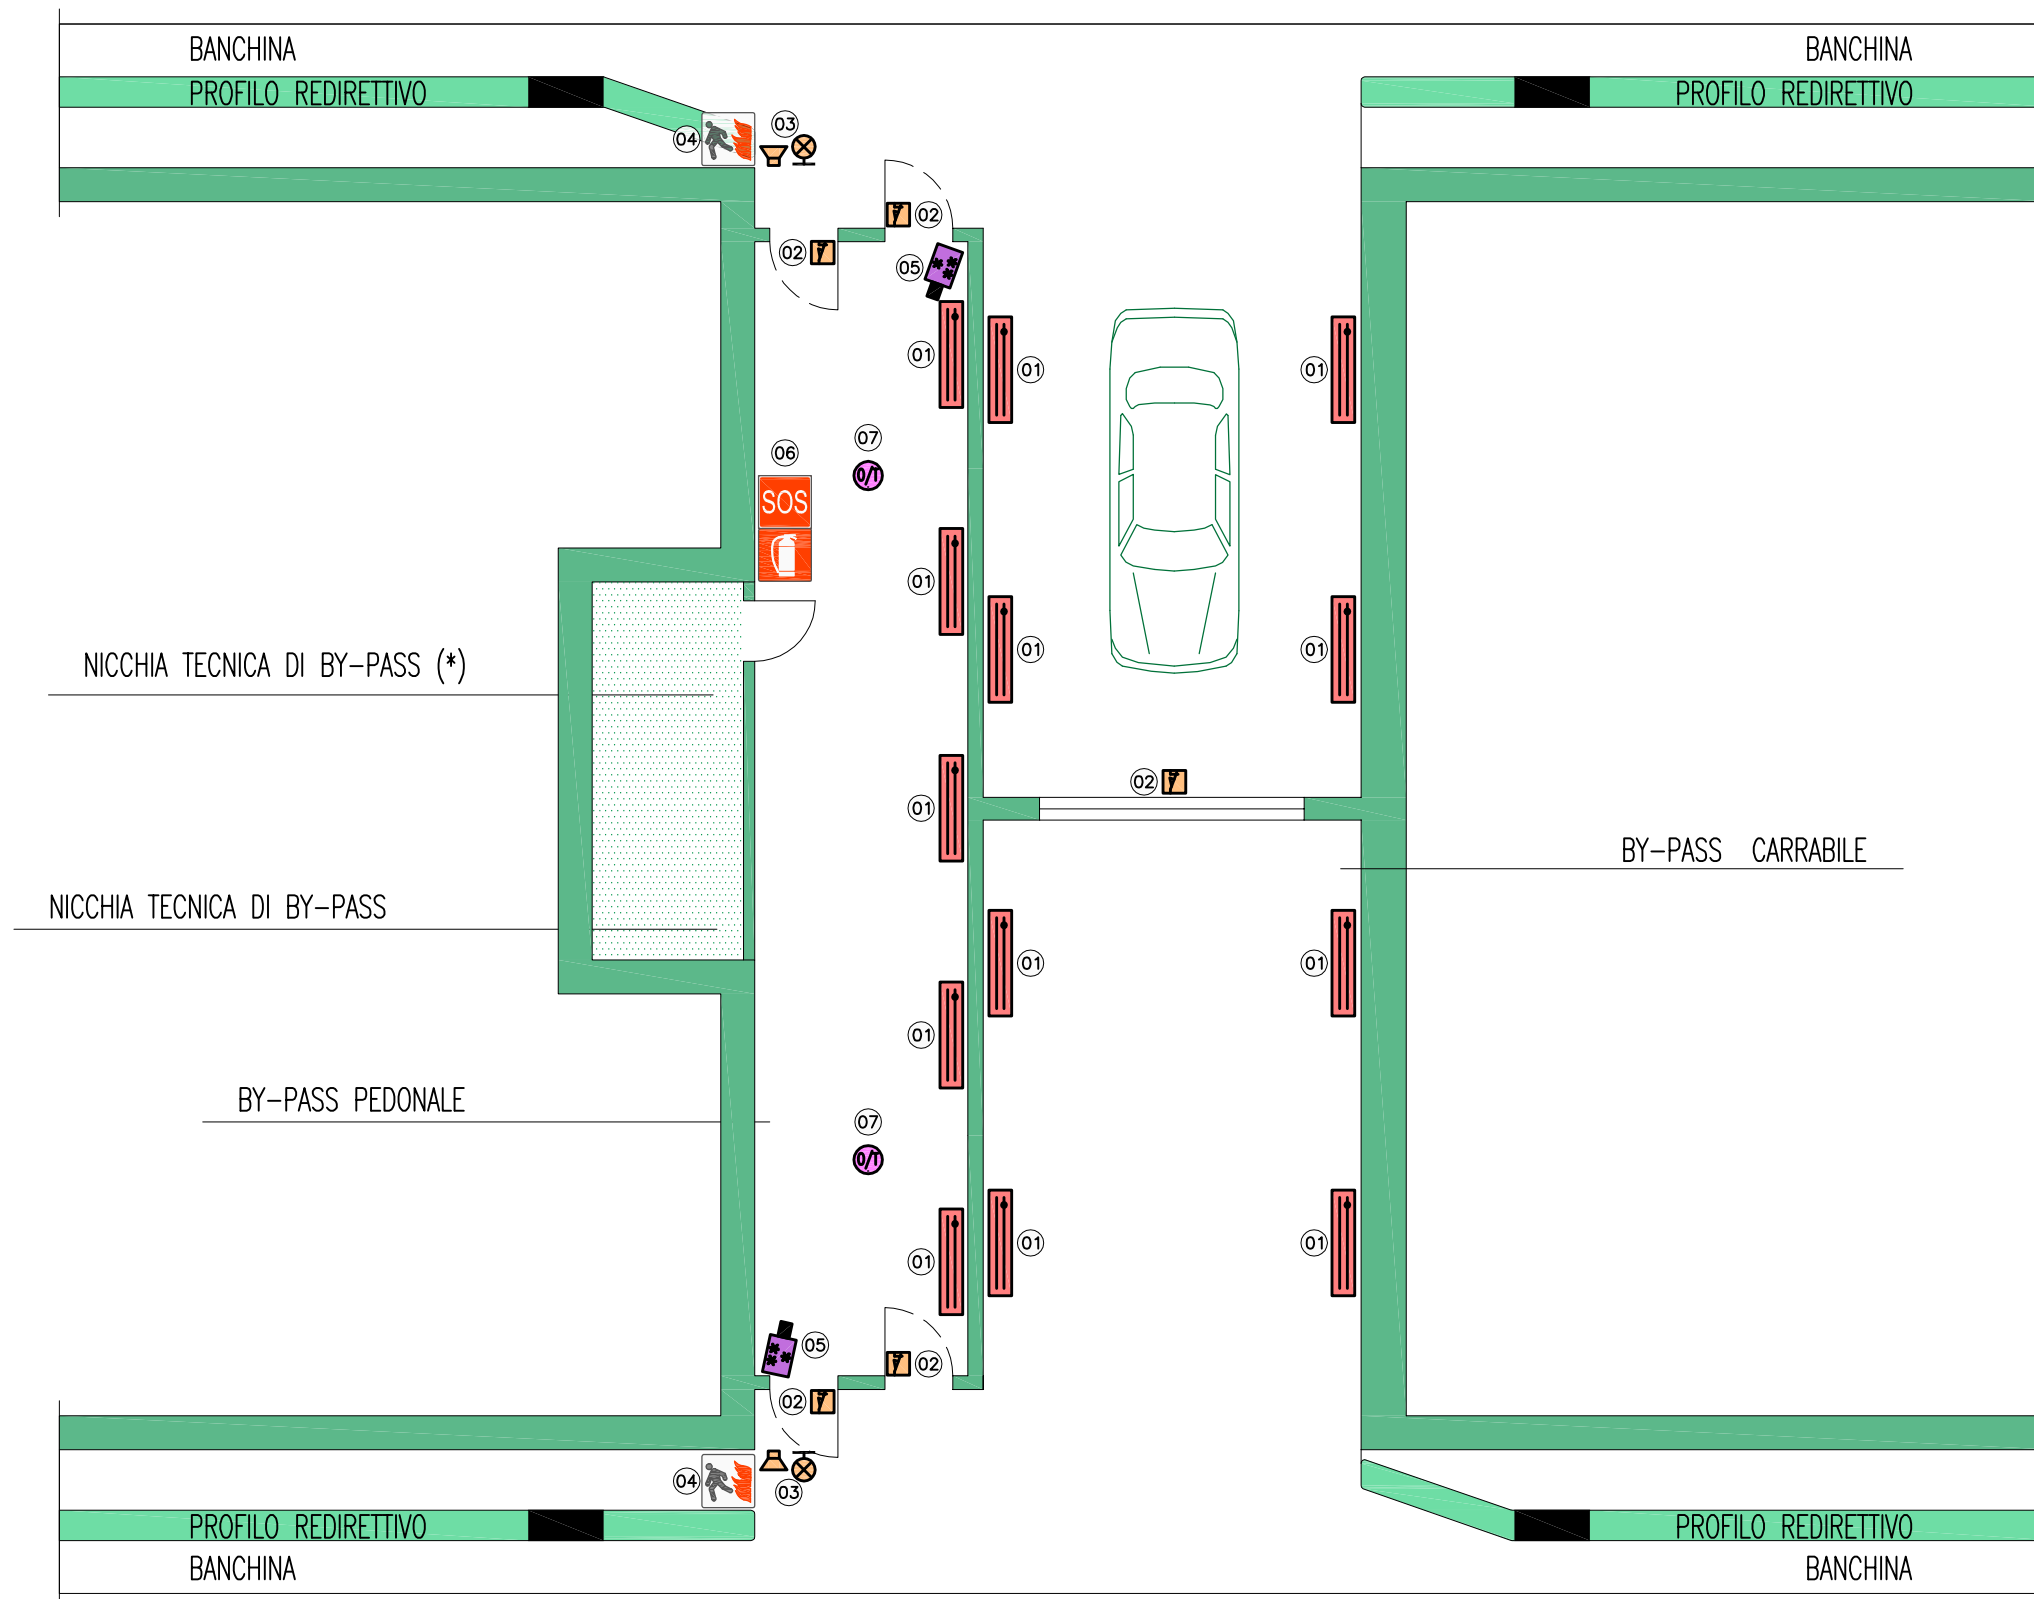 BANCHINA BANCHINA
PROFILO REDIRETTIVO PROFILO REDIRETTIVO
03
04
02
02
05
01
01
01
07
06
O/T
SOS
01
01
01
NICCHIA TECNICA DI BY-PASS (*)
02
01
BY-PASS CARRABILE
NICCHIA TECNICA DI BY-PASS
01
01
01
BY-PASS PEDONALE
07
O/T
01
01
01
05
02
02
04
03
PROFILO REDIRETTIVO PROFILO REDIRETTIVO
BANCHINA BANCHINA